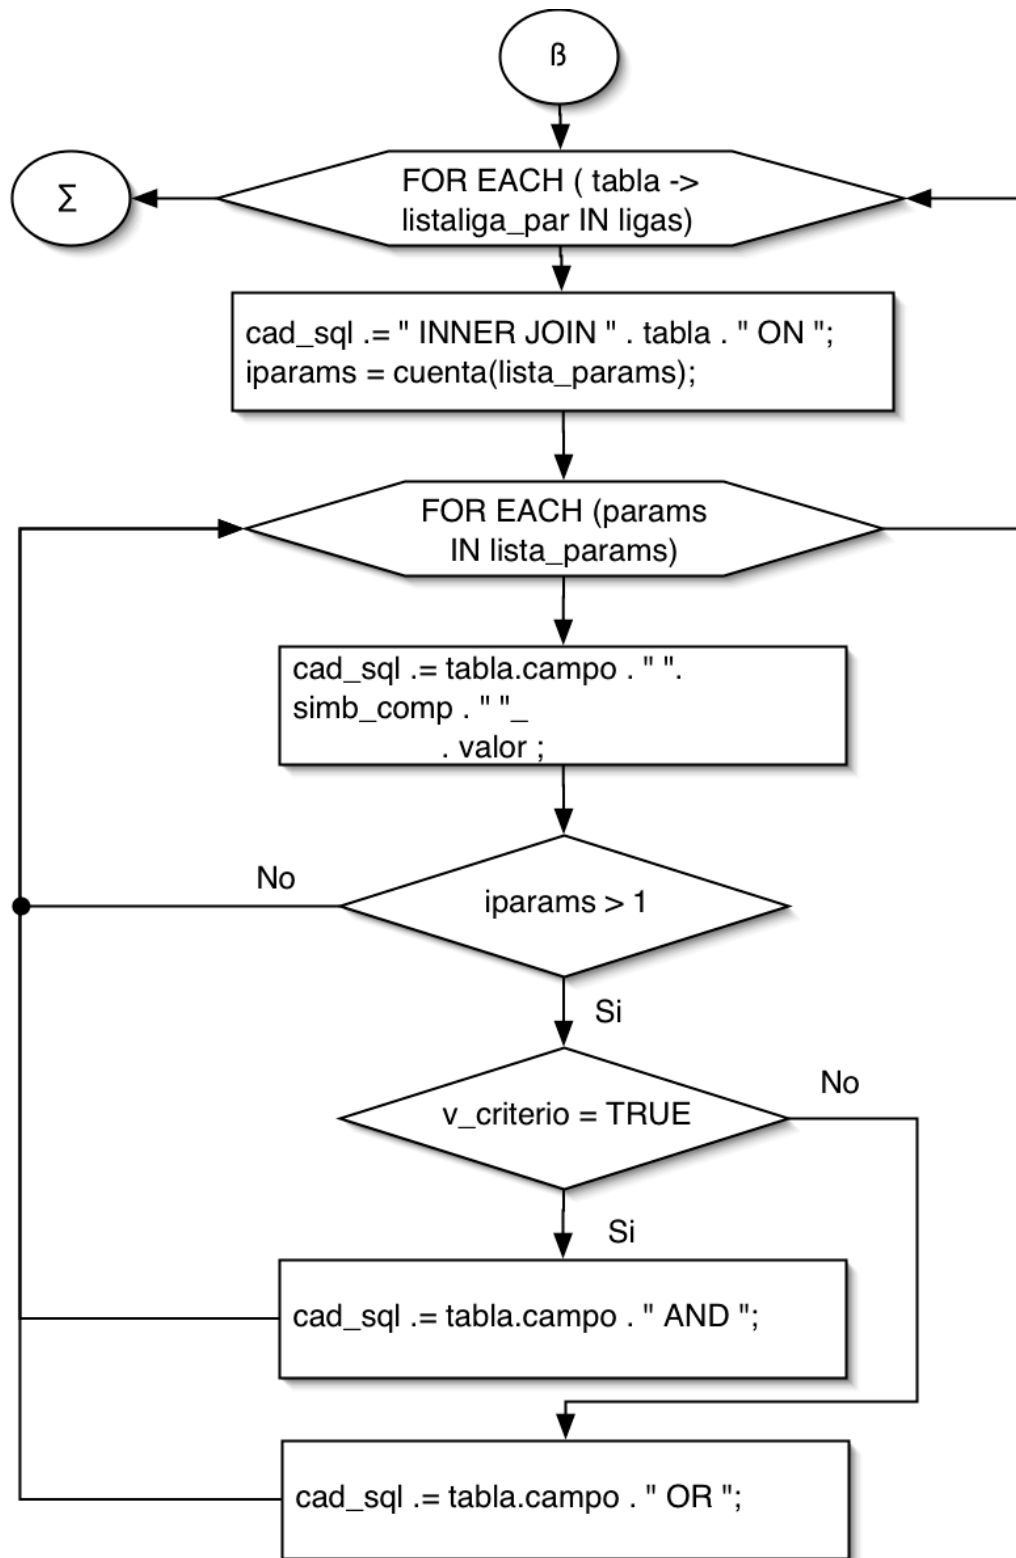 ß
Σ
FOR EACH ( tabla ->
listaliga_par IN ligas)
cad_sql .= " INNER JOIN " . tabla . " ON ";
iparams = cuenta(lista_params);
FOR EACH (params
IN lista_params)
cad_sql .= tabla.campo . " ".
simb_comp . " "_
. valor ;
No
iparams > 1
Si
No
v_criterio = TRUE
Si
cad_sql .= tabla.campo . " AND ";
cad_sql .= tabla.campo . " OR ";